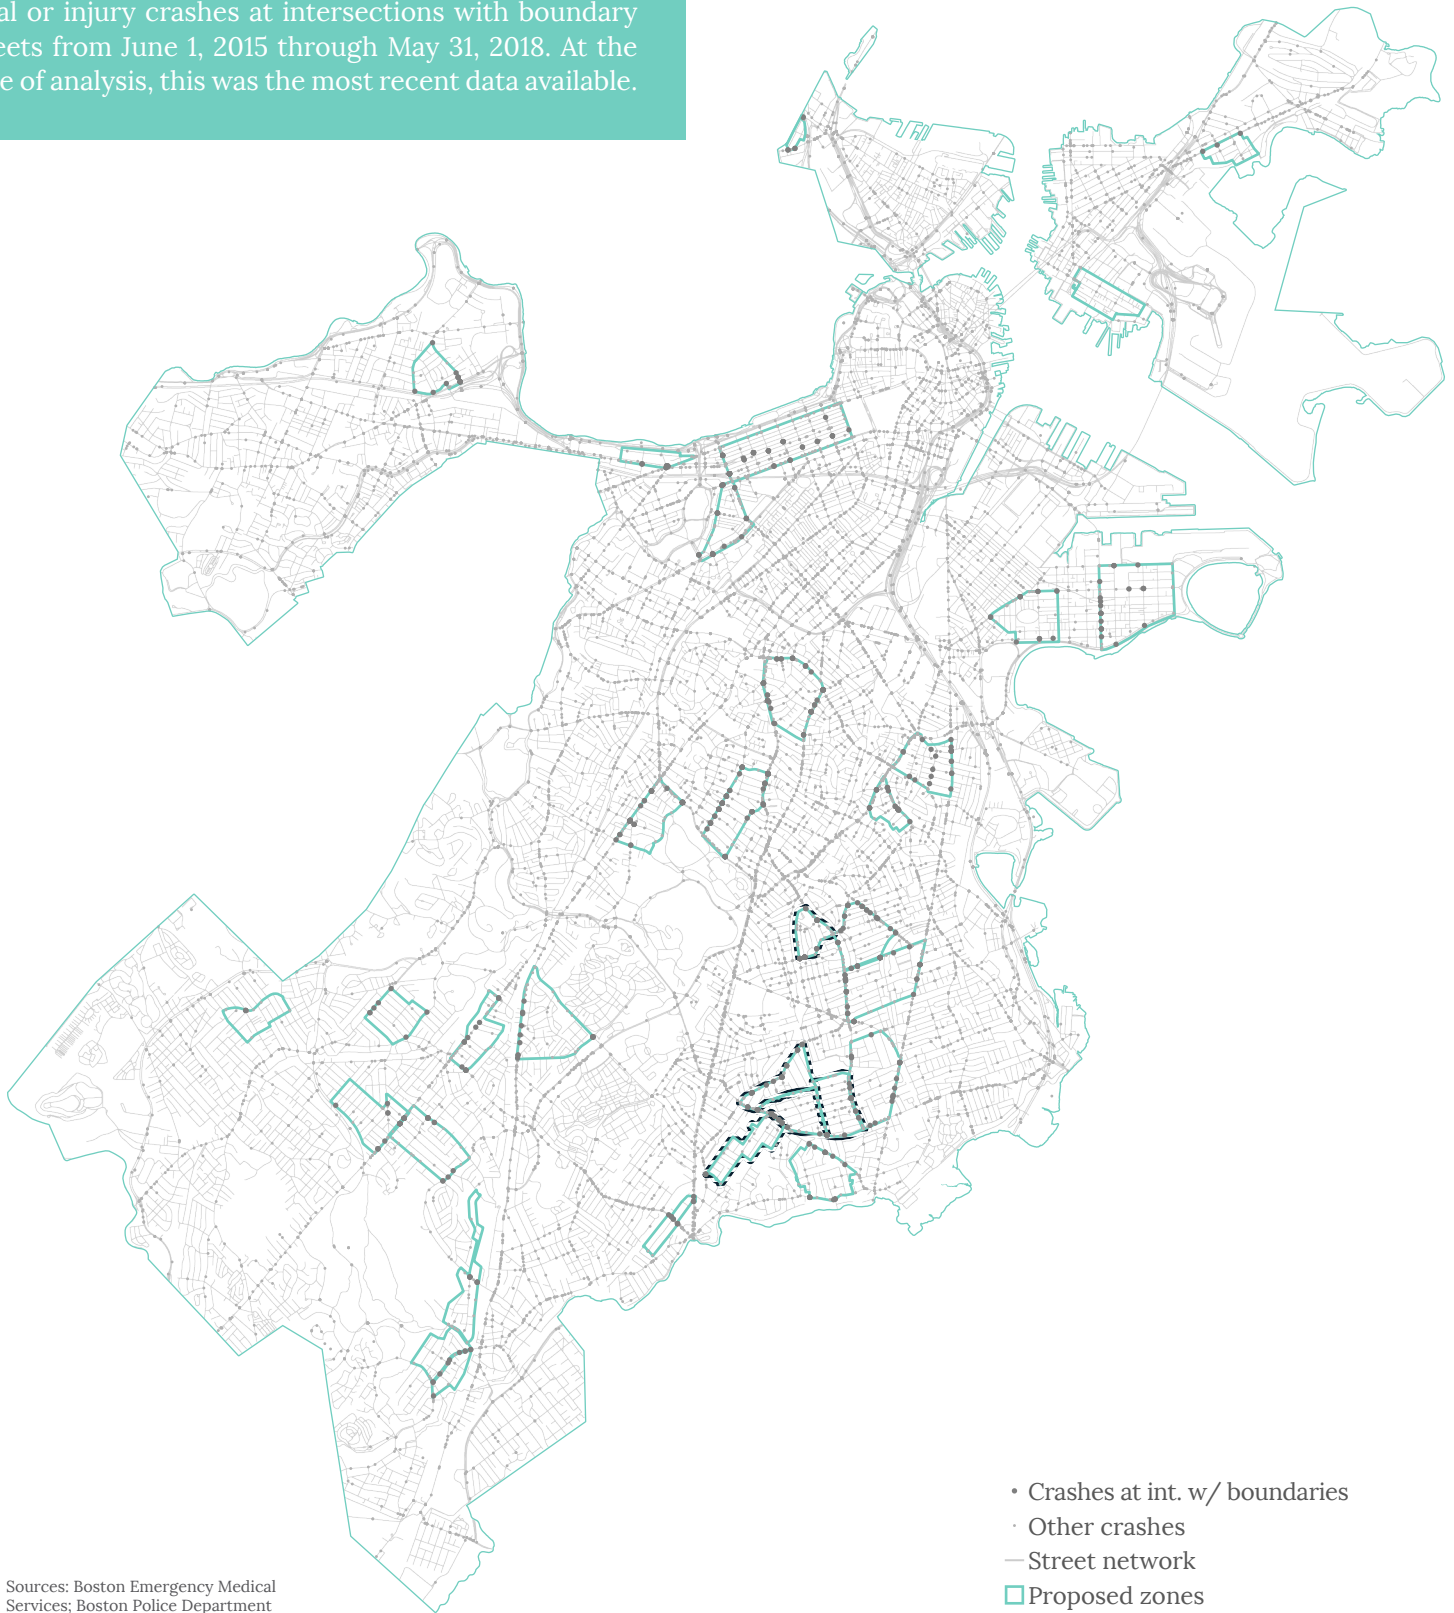 or injury crashes at intersections with boundary
from June 1, 2015 through May 31, 2018. At the
of analysis, this was the most recent data available.
Crashes at int. w/ boundaries
Other crashes
Street network
Proposed zones
Sources: Boston Emergency Medical
Services; Boston Police Department